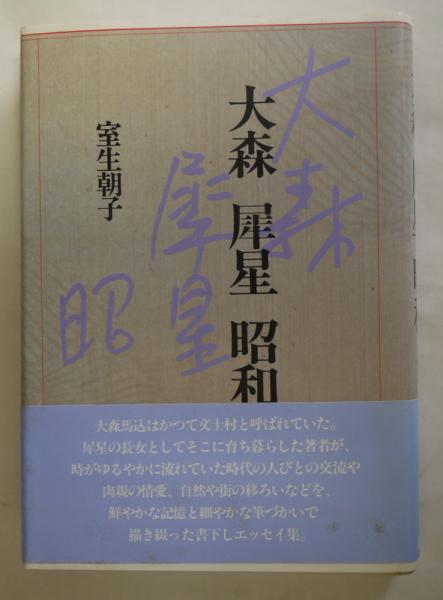 大森 犀星 昭和
室生朝子
大森
犀星
昭
大森馬込はかつて文士村と呼ばれていた。
犀星の長女としてそこに育ち暮らした著者が、
時がゆるやかに流れていた時代の人びとの交流や
肉親の情愛、自然や街の移ろいなどを、
鮮やかな記憶と細やかな筆づかいで
描き綴った書下しエッセイ集。